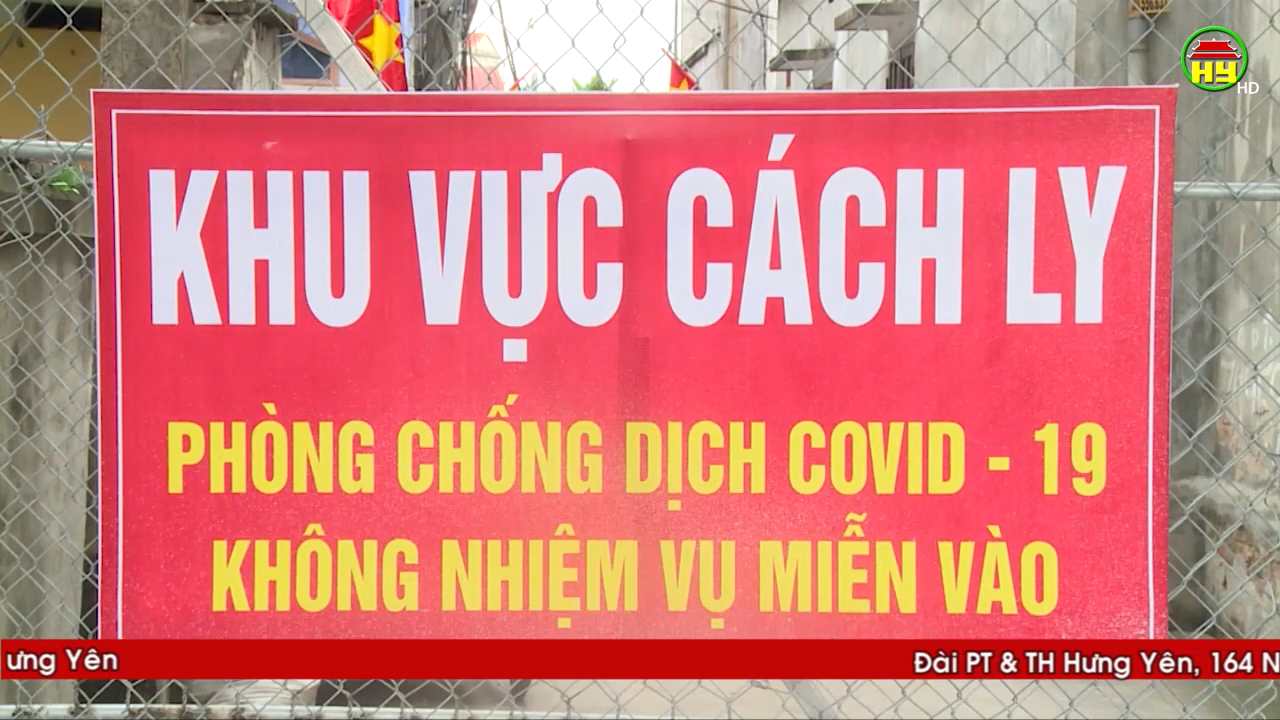 HY
HD
KHU VỰC CÁCH LY
PHÒNG CHỐNG DỊCH COVID - 19
KHÔNG NHIỆM VỤ MIỄN VÀO
ưng Yên
Đài PT & TH Hưng Yên, 164 N